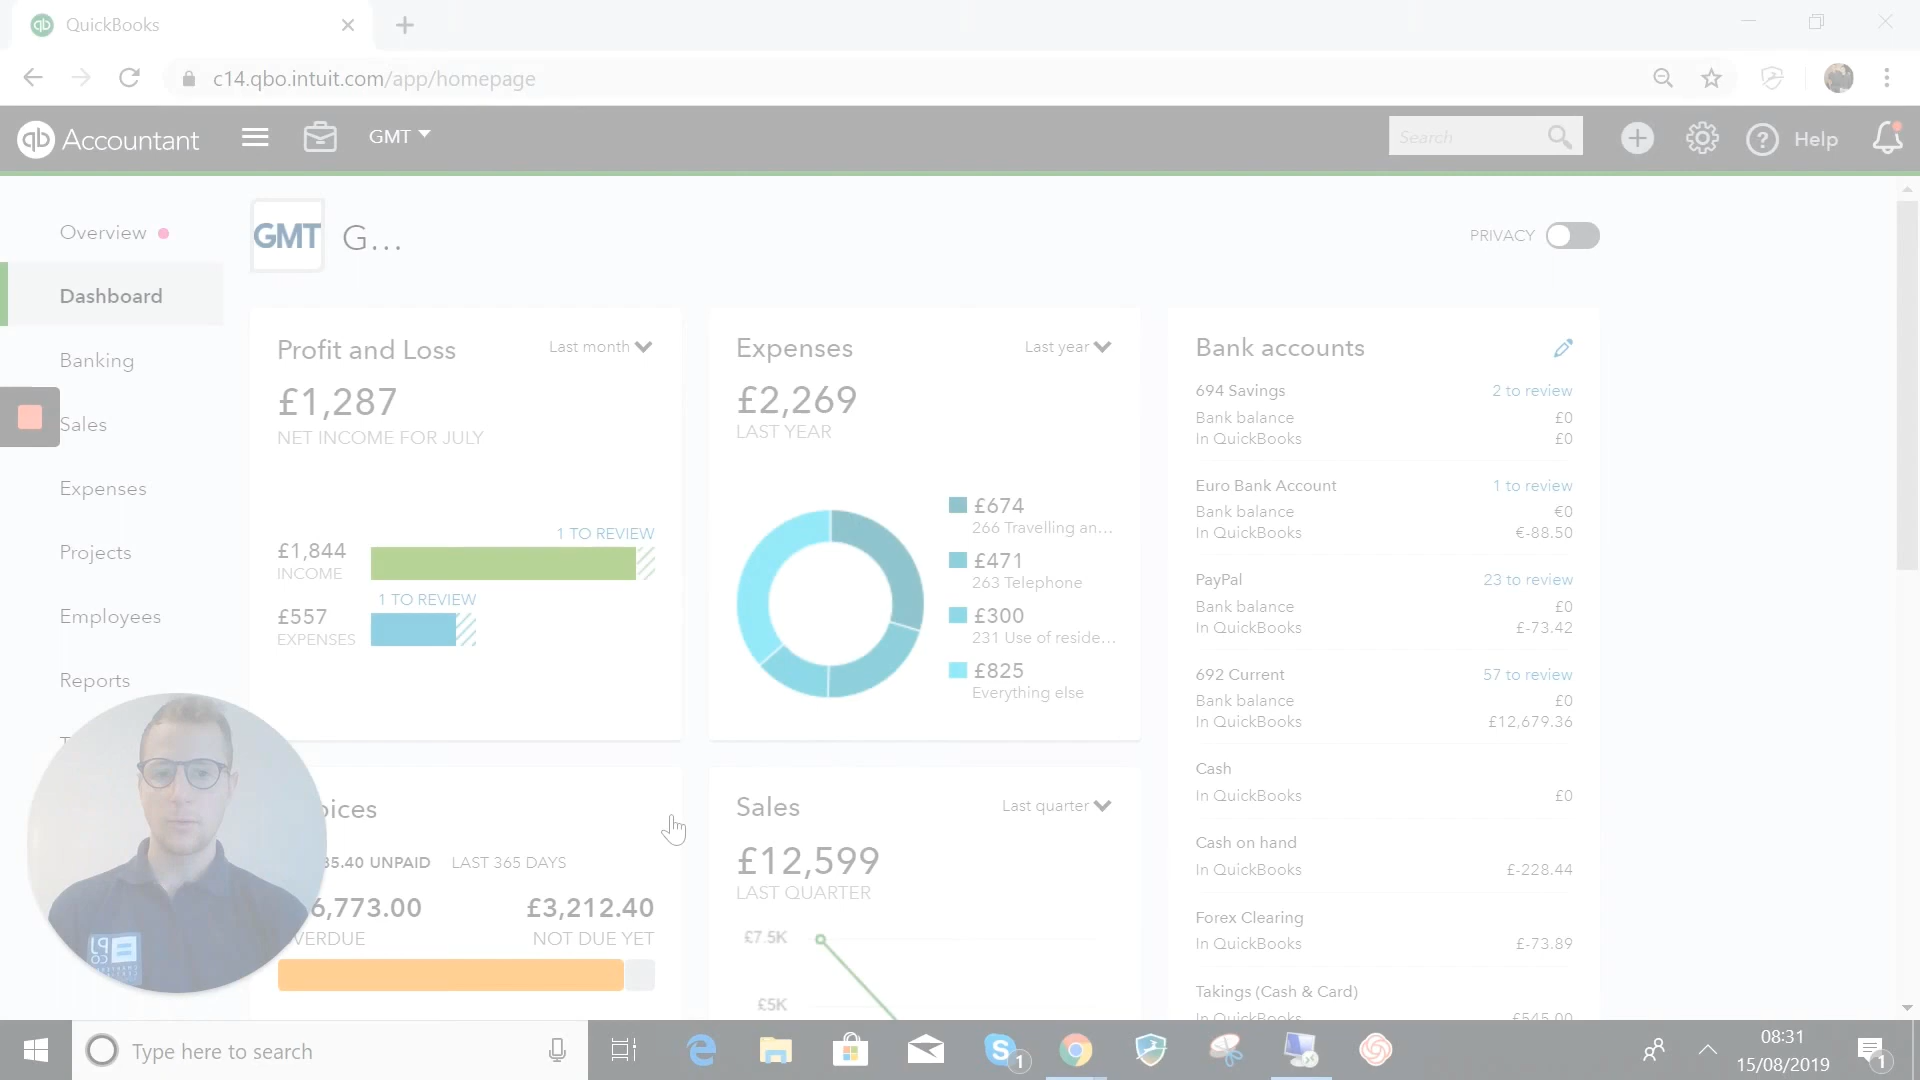 QuickBooks
c14.qbo.intuit.com/app/homepage
qb Accountant
GMT
Search
Help
Overview
Dashboard
Banking
Sales
Expenses
Projects
Employees
Reports
GMT
G...
PRIVACY
Profit and Loss
Last month
£1,287
NET INCOME FOR JULY
1 TO REVIEW
£1,844
INCOME
1 TO REVIEW
£557
EXPENSES
Expenses
Last year
£2,269
LAST YEAR
£674
266 Travelling an...
£471
263 Telephone
£300
231 Use of reside...
£825
Everything else
Bank accounts
694 Savings 2 to review
Bank balance £0
In QuickBooks £0
Euro Bank Account 1 to review
Bank balance €0
In QuickBooks €-88.50
PayPal 23 to review
Bank balance £0
In QuickBooks £-73.42
692 Current 57 to review
Bank balance £0
In QuickBooks £12,679.36
Cash
In QuickBooks £0
Cash on hand
In QuickBooks £-228.44
Forex Clearing
In QuickBooks £-73.89
Takings (Cash & Card)
In QuickBooks £545.00
oices
35.40 UNPAID LAST 365 DAYS
6,773.00 £3,212.40
VERDUE NOT DUE YET
Sales
Last quarter
£12,599
LAST QUARTER
£7.5K
£5K
Type here to search
1
08:31
15/08/2019
1